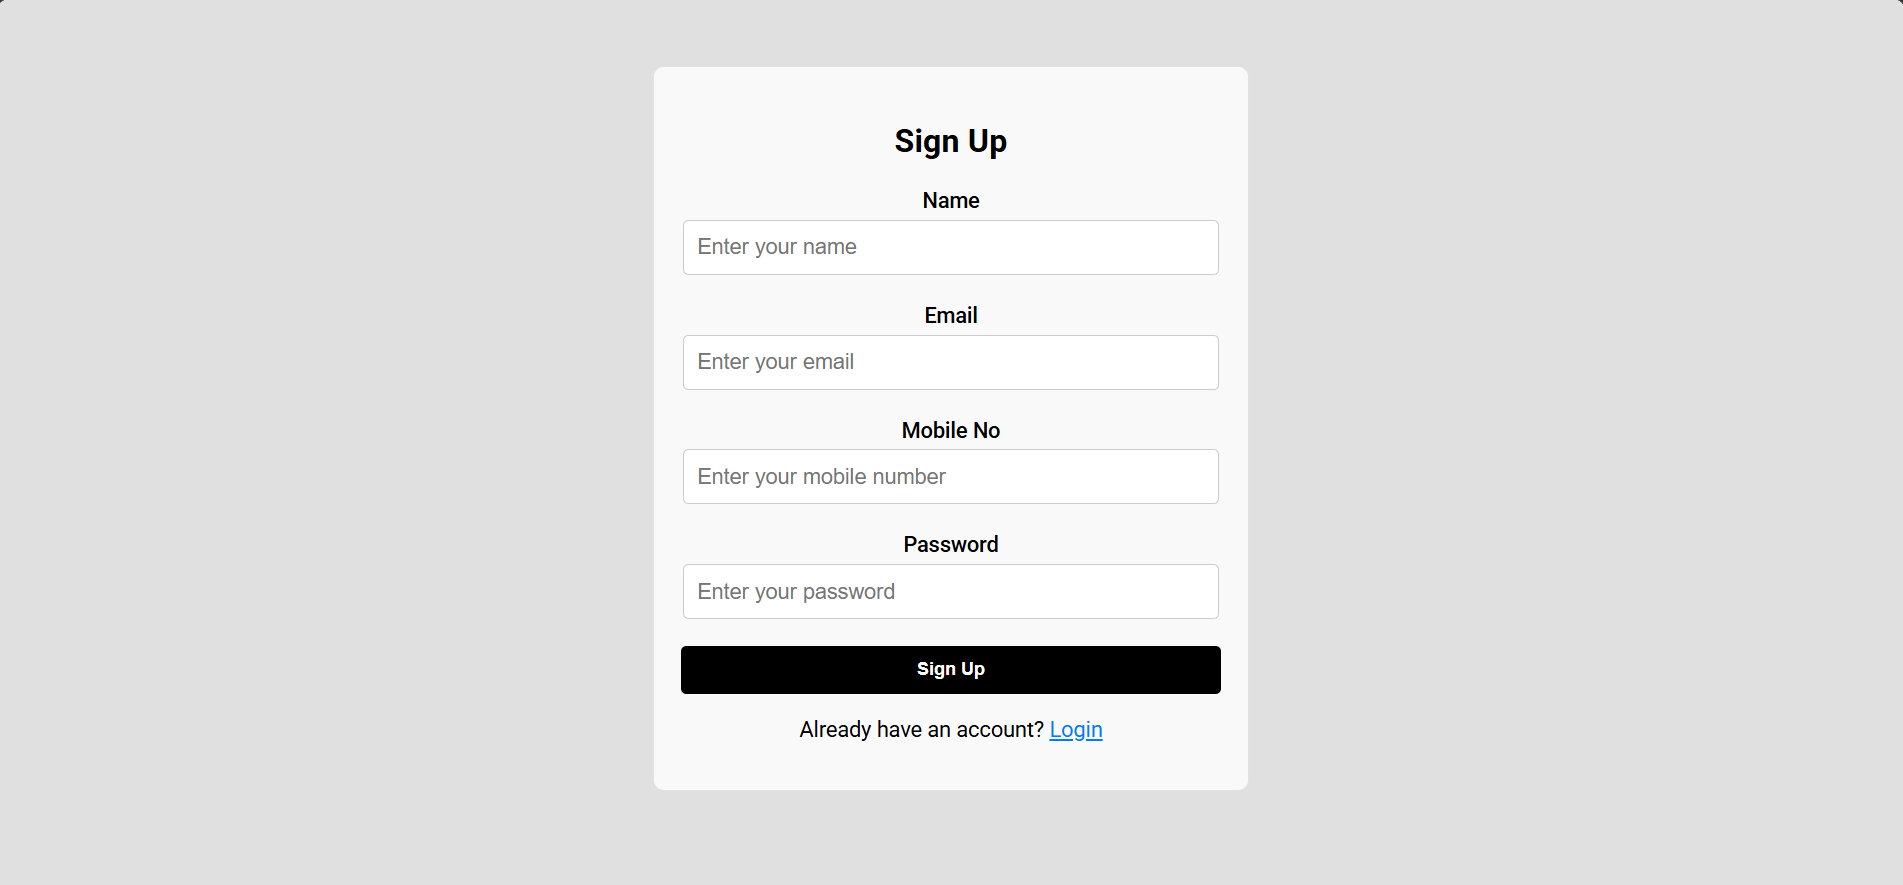 Sign Up
Name
Enter your name
Email
Enter your email
Mobile No
Enter your mobile number
Password
Enter your password
Sign Up
Already have an account? Login